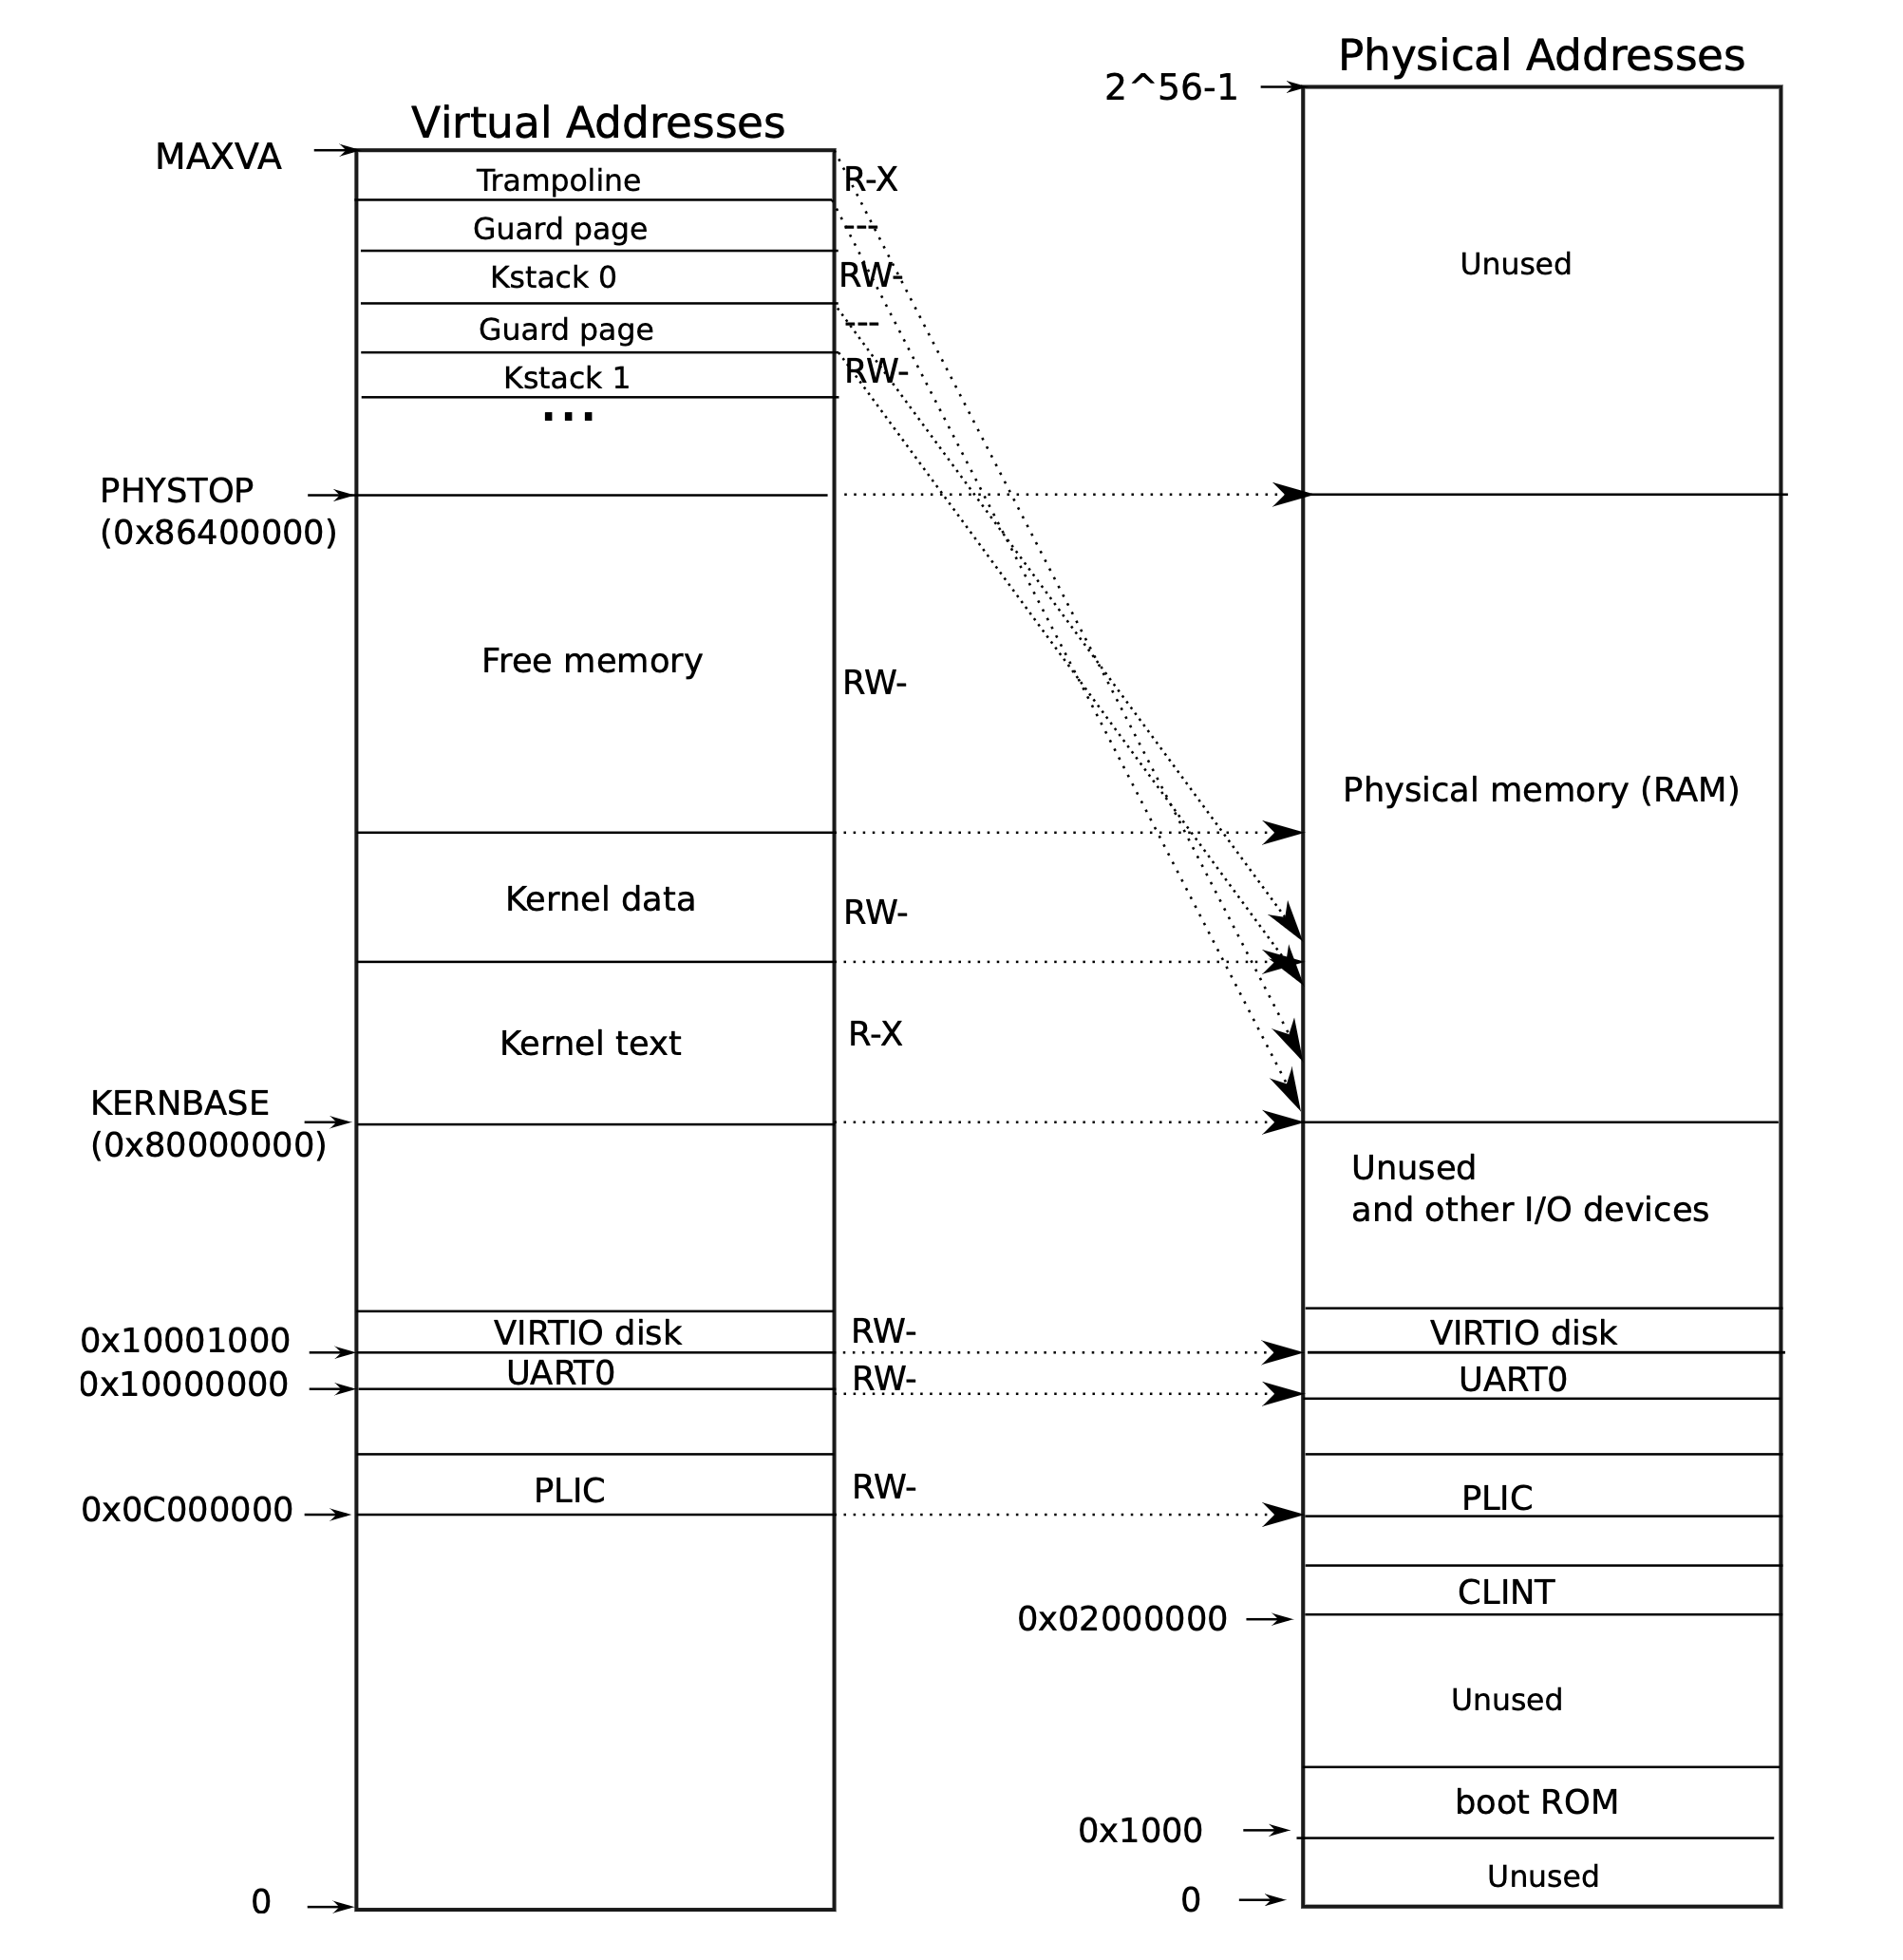 Physical Addresses
2^56-1
Virtual Addresses
MAXVA
Trampoline
R-X
Guard page
---
Unused
Kstack 0
RW-
Guard page
---
Kstack 1
RW-
...
PHYSTOP
(0x86400000)
Free memory
RW-
Physical memory (RAM)
Kernel data
RW-
Kernel text
R-X
KERNBASE
(0x80000000)
Unused
and other I/O devices
0x10001000
VIRTIO disk
RW-
VIRTIO disk
0x10000000
UART0
RW-
UART0
0x0C000000
PLIC
RW-
PLIC
CLINT
0x02000000
Unused
boot ROM
0x1000
Unused
0
0